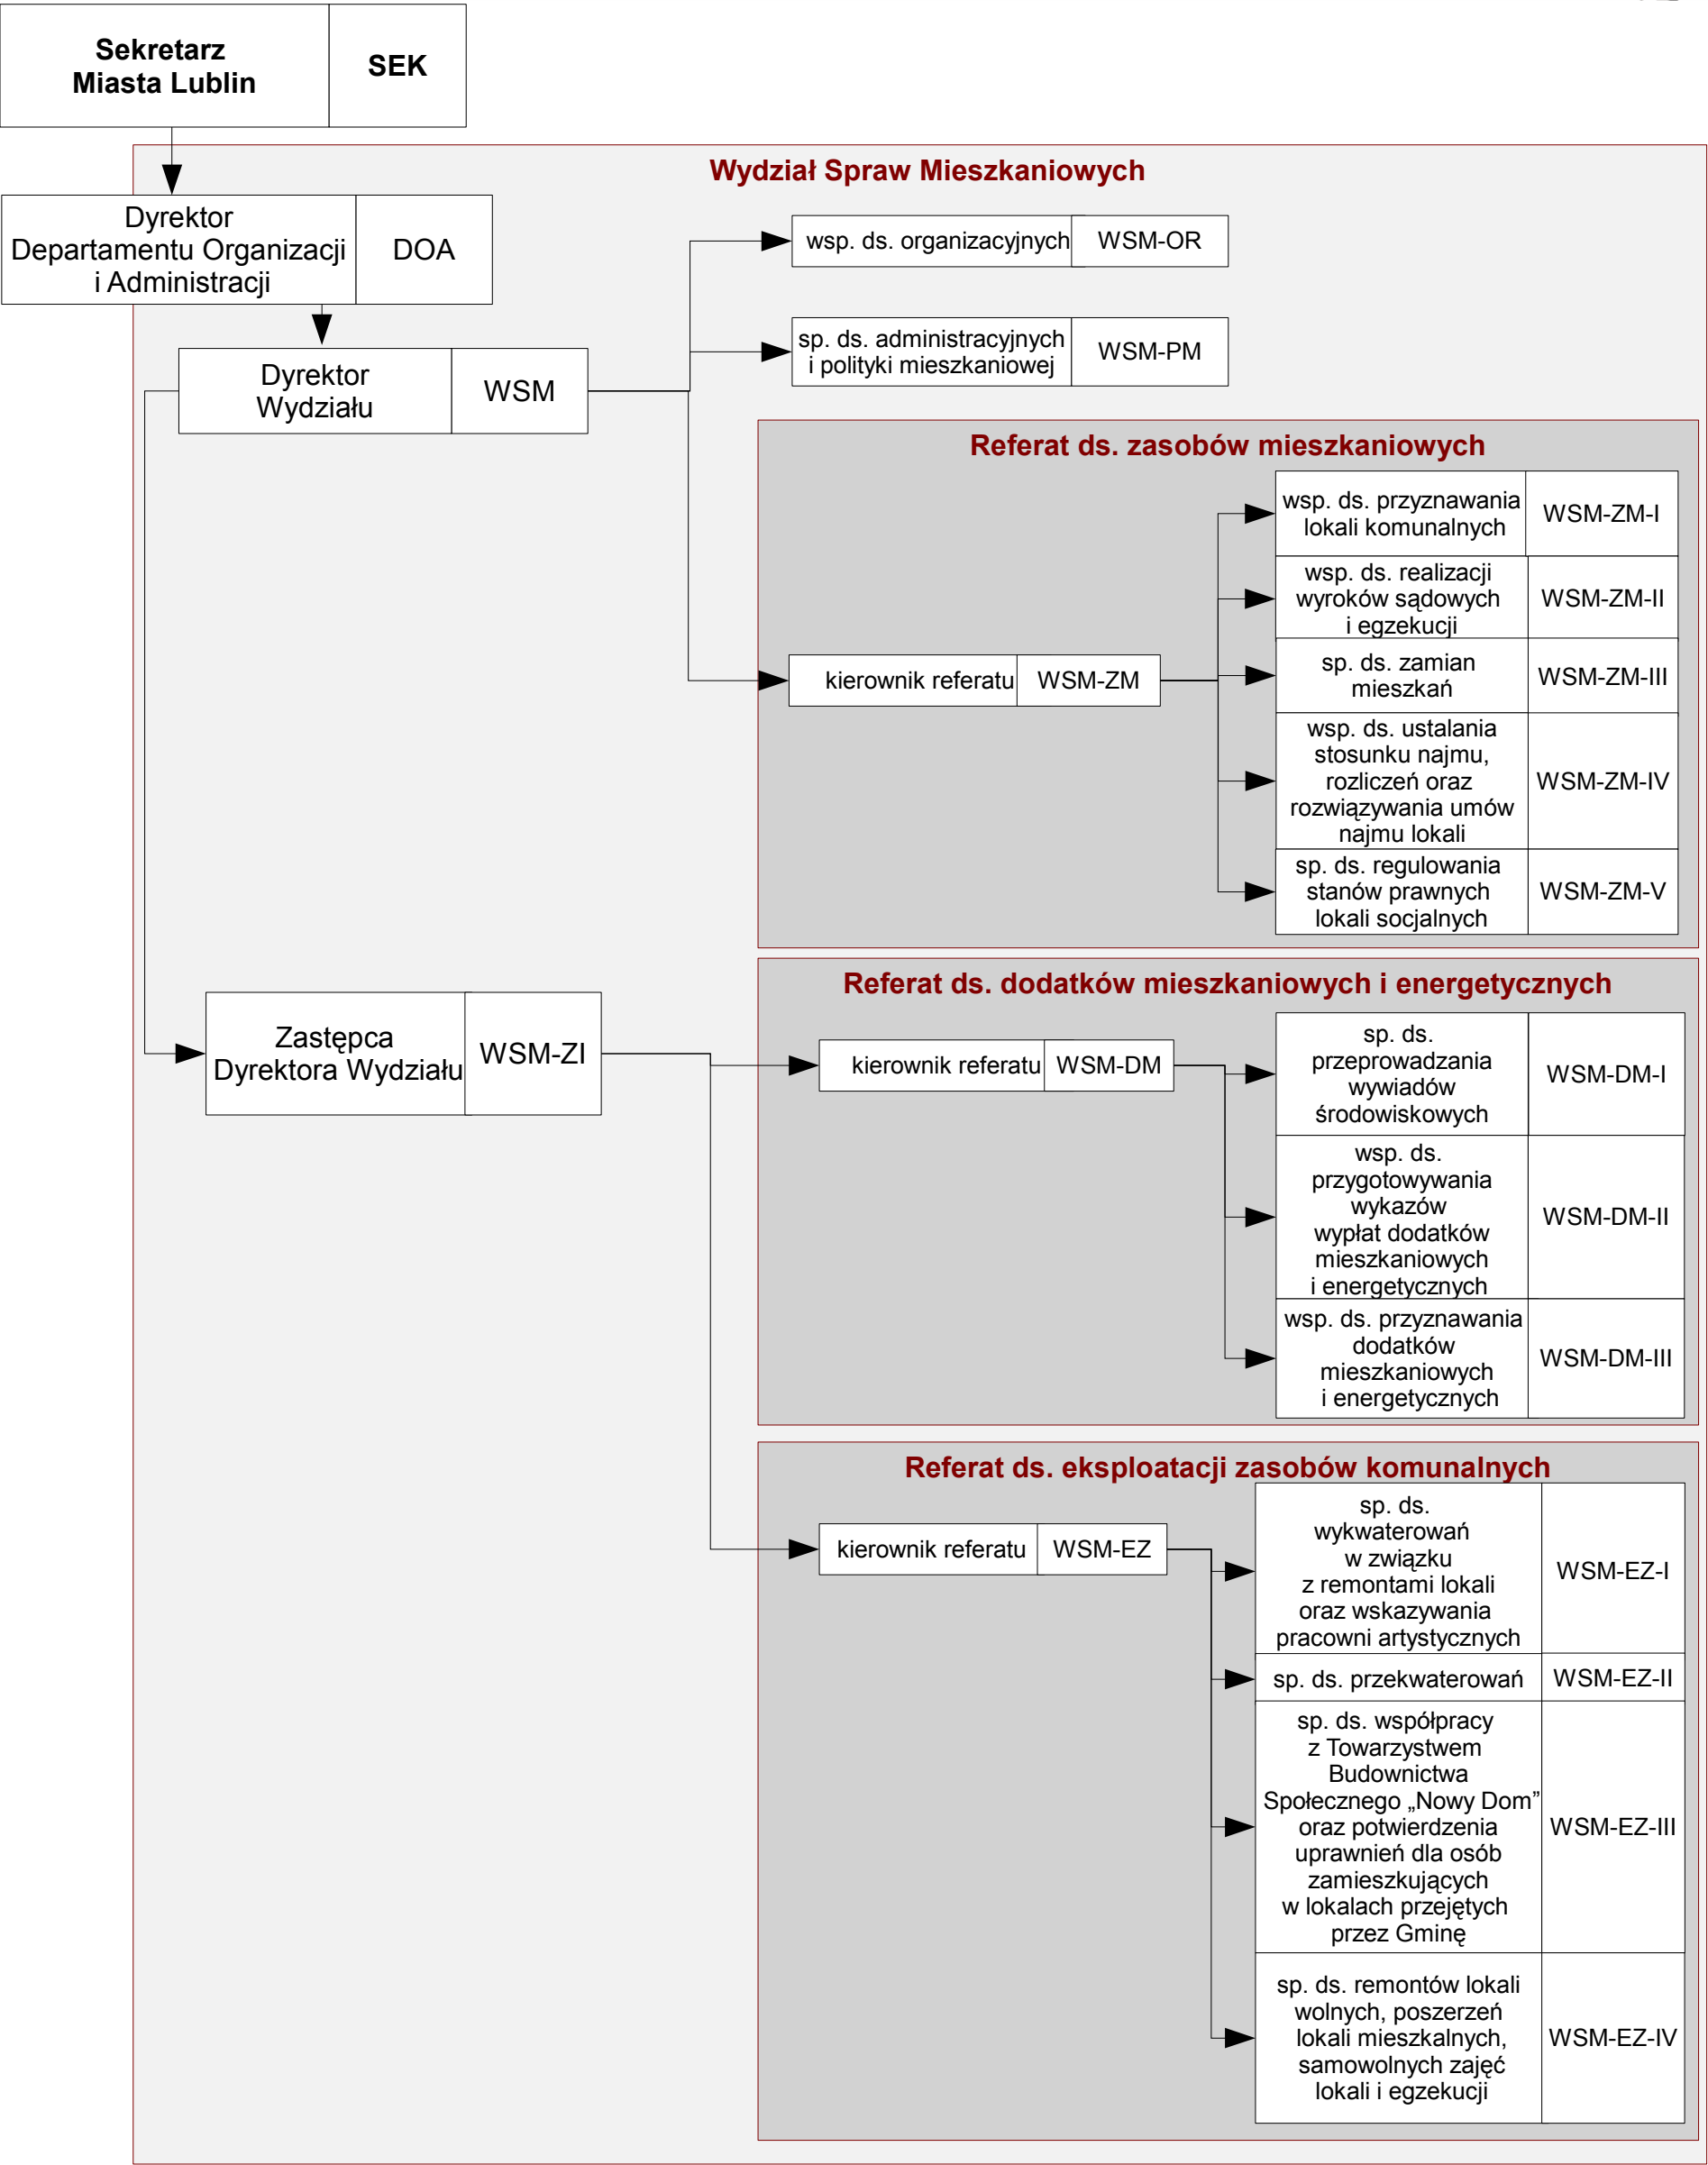 Sekretarz
Miasta Lublin
SEK
Wydział Spraw Mieszkaniowych
Dyrektor
Departamentu Organizacji
i Administracji
DOA
wsp. ds. organizacyjnych
WSM-OR
sp. ds. administracyjnych
i polityki mieszkaniowej
WSM-PM
Dyrektor
Wydziału
WSM
Referat ds. zasobów mieszkaniowych
kierownik referatu
WSM-ZM
wsp. ds. przyznawania
lokali komunalnych
WSM-ZM-I
wsp. ds. realizacji
wyroków sądowych
i egzekucji
WSM-ZM-II
sp. ds. zamian
mieszkań
WSM-ZM-III
wsp. ds. ustalania
stosunku najmu,
rozliczeń oraz
rozwiązywania umów
najmu lokali
WSM-ZM-IV
sp. ds. regulowania
stanów prawnych
lokali socjalnych
WSM-ZM-V
Zastępca
Dyrektora Wydziału
WSM-ZI
Referat ds. dodatków mieszkaniowych i energetycznych
kierownik referatu
WSM-DM
sp. ds.
przeprowadzania
wywiadów
środowiskowych
WSM-DM-I
wsp. ds.
przygotowywania
wykazów
wypłat dodatków
mieszkaniowych
i energetycznych
WSM-DM-II
wsp. ds. przyznawania
dodatków
mieszkaniowych
i energetycznych
WSM-DM-III
Referat ds. eksploatacji zasobów komunalnych
kierownik referatu
WSM-EZ
sp. ds.
wykwaterowań
w związku
z remontami lokali
oraz wskazywania
pracowni artystycznych
WSM-EZ-I
sp. ds. przekwaterowań
WSM-EZ-II
sp. ds. współpracy
z Towarzystwem
Budownictwa
Społecznego „Nowy Dom”
oraz potwierdzenia
uprawnień dla osób
zamieszkujących
w lokalach przejętych
przez Gminę
WSM-EZ-III
sp. ds. remontów lokali
wolnych, poszerzeń
lokali mieszkalnych,
samowolnych zajęć
lokali i egzekucji
WSM-EZ-IV